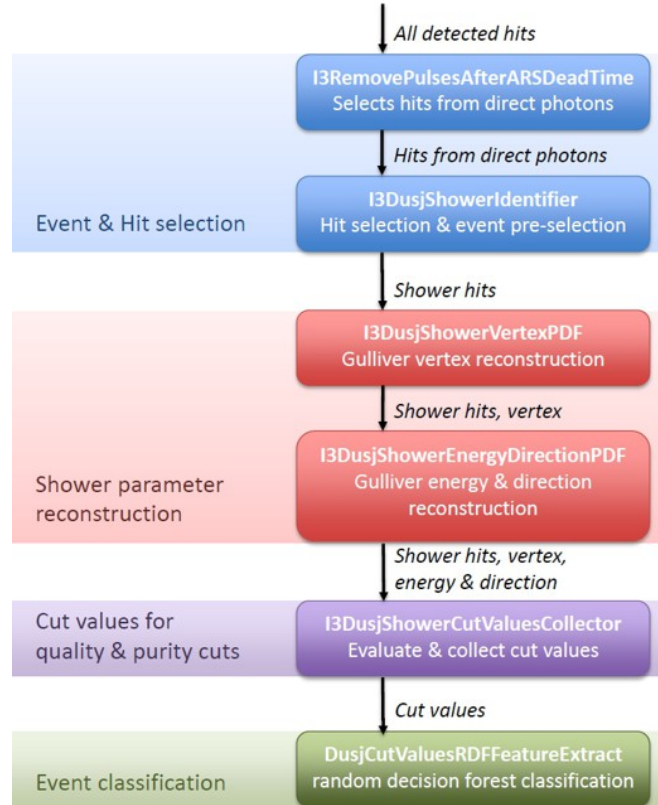 All detected hits
I3RemovePulsesAfterARSDeadTime
Selects hits from direct photons
Hits from direct photons
I3DusjShowerIdentifier
Event & Hit selection
Hit selection & event pre-selection
Shower hits
I3DusjShowerVertexPDF
Gulliver vertex reconstruction
Shower hits, vertex
I3DusjShowerEnergyDirectionPDF
Gulliver energy & direction
reconstruction
Shower parameter
reconstruction
Shower hits, vertex,
energy & direction
Cut values for
quality & purity cuts
I3DusjShowerCutValuesCollector
Evaluate & collect cut values
Cut values
DusjCutValuesRDFFeatureExtract
random decision forest classification
Event classification